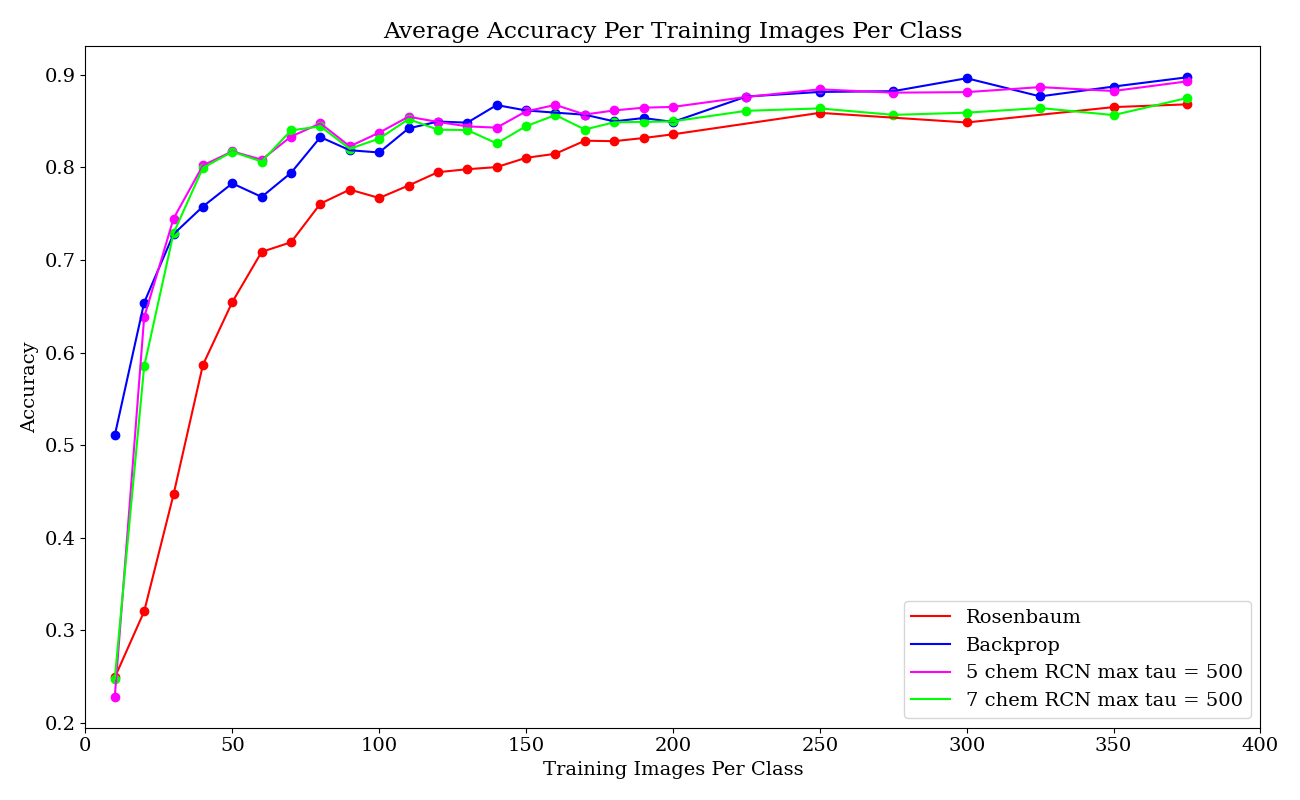 Average Accuracy Per Training Images Per Class
Accuracy
0.9
0.8
0.7
0.6
0.5
0.4
0.3
0.2
0 50 100 150 200 250 300 350 400
Training Images Per Class
Rosenbaum
Backprop
5 chem RCN max tau = 500
7 chem RCN max tau = 500